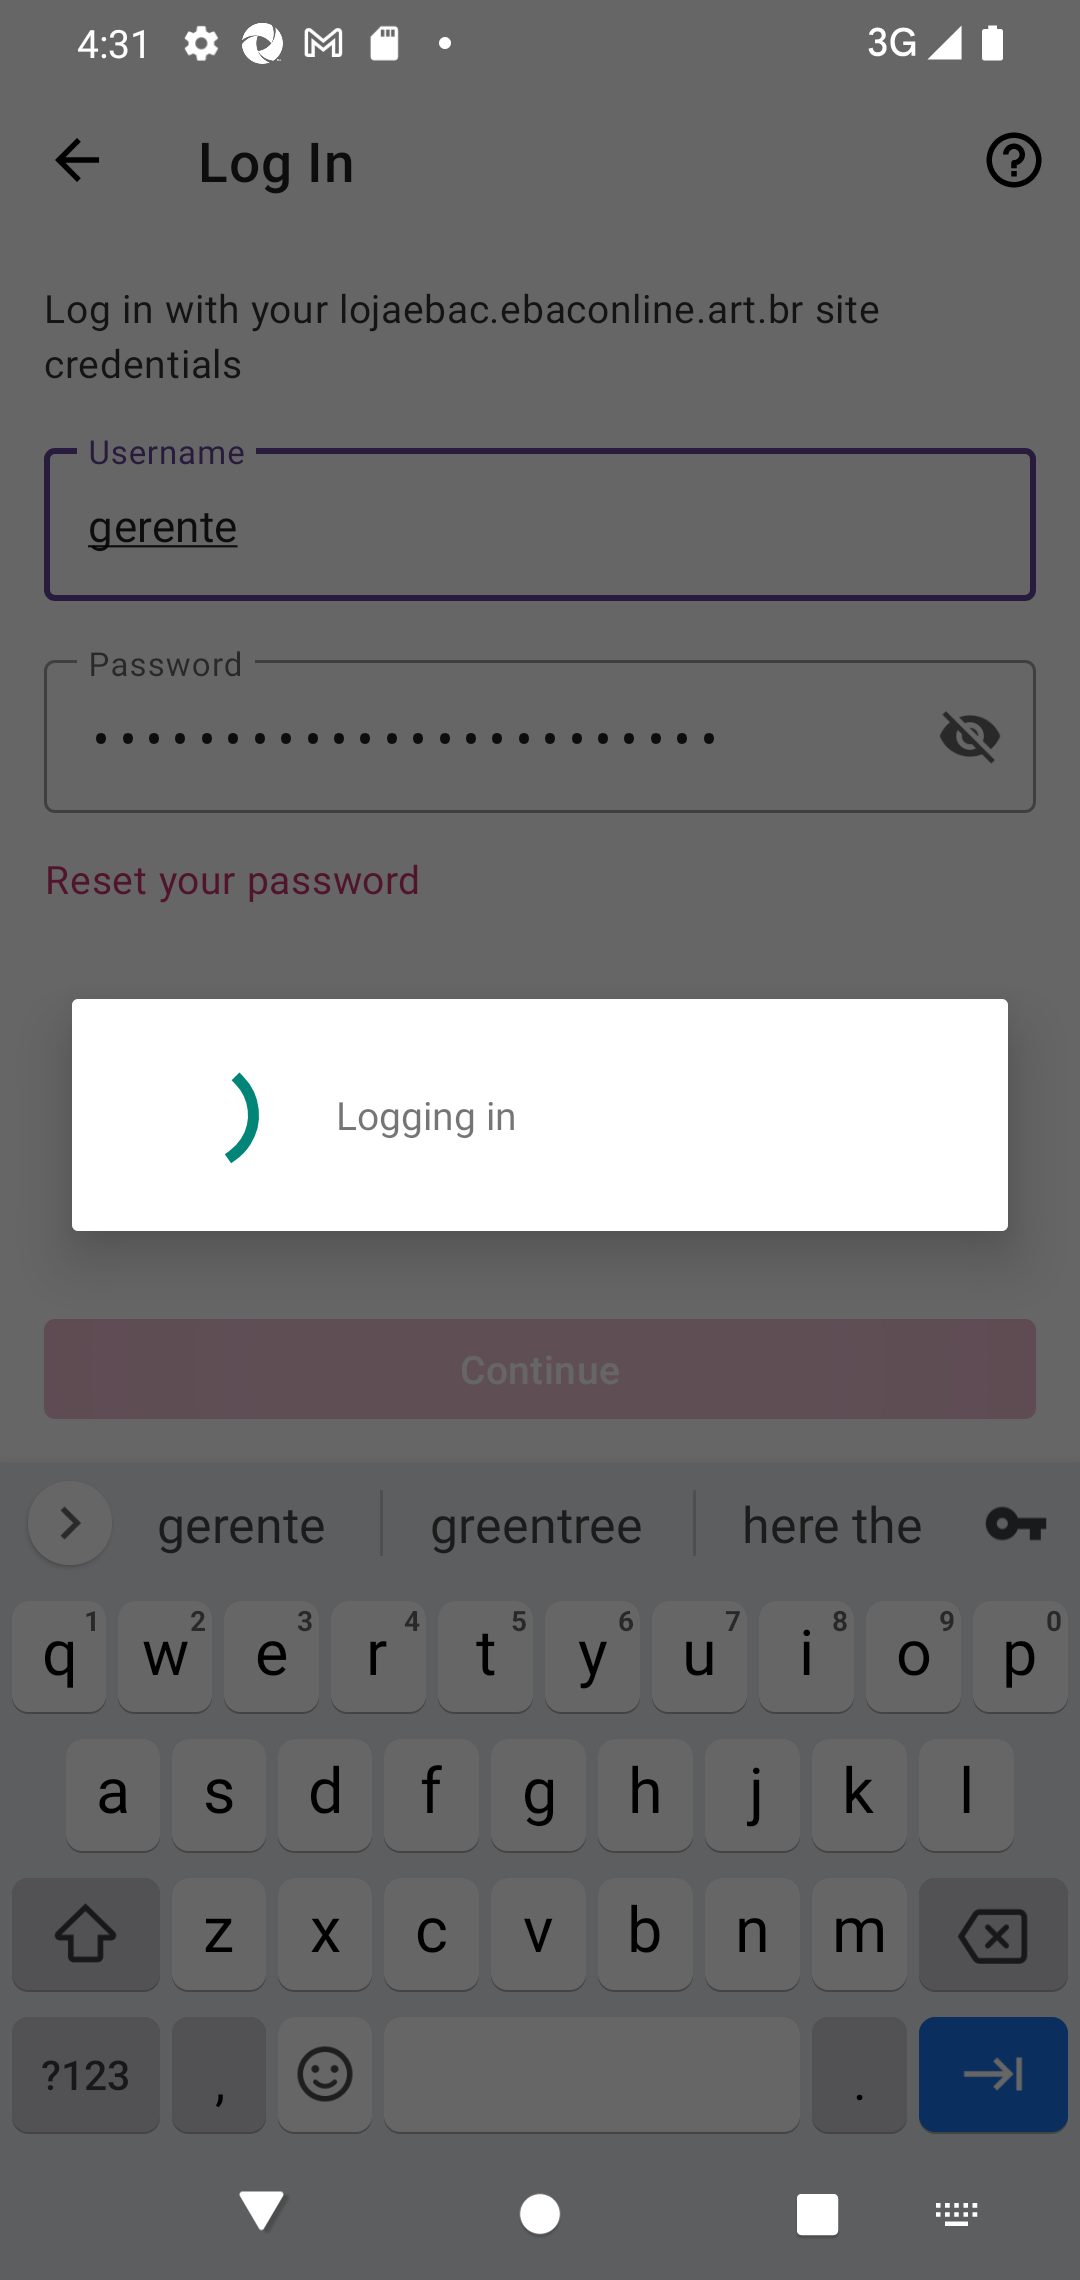 4:31 3G
Log In
Log in with your lojaebac.ebaconline.art.br site
credentials
Username
gerente
Password
•••••••••••••••••••••••• 
Reset your password
Logging in
Continue
gerente greentree here the
q1 w2 e3 r4 t5 y6 u7 i8 o9 p0
a s d f g h j k l
z x c v b n m
?123 , .